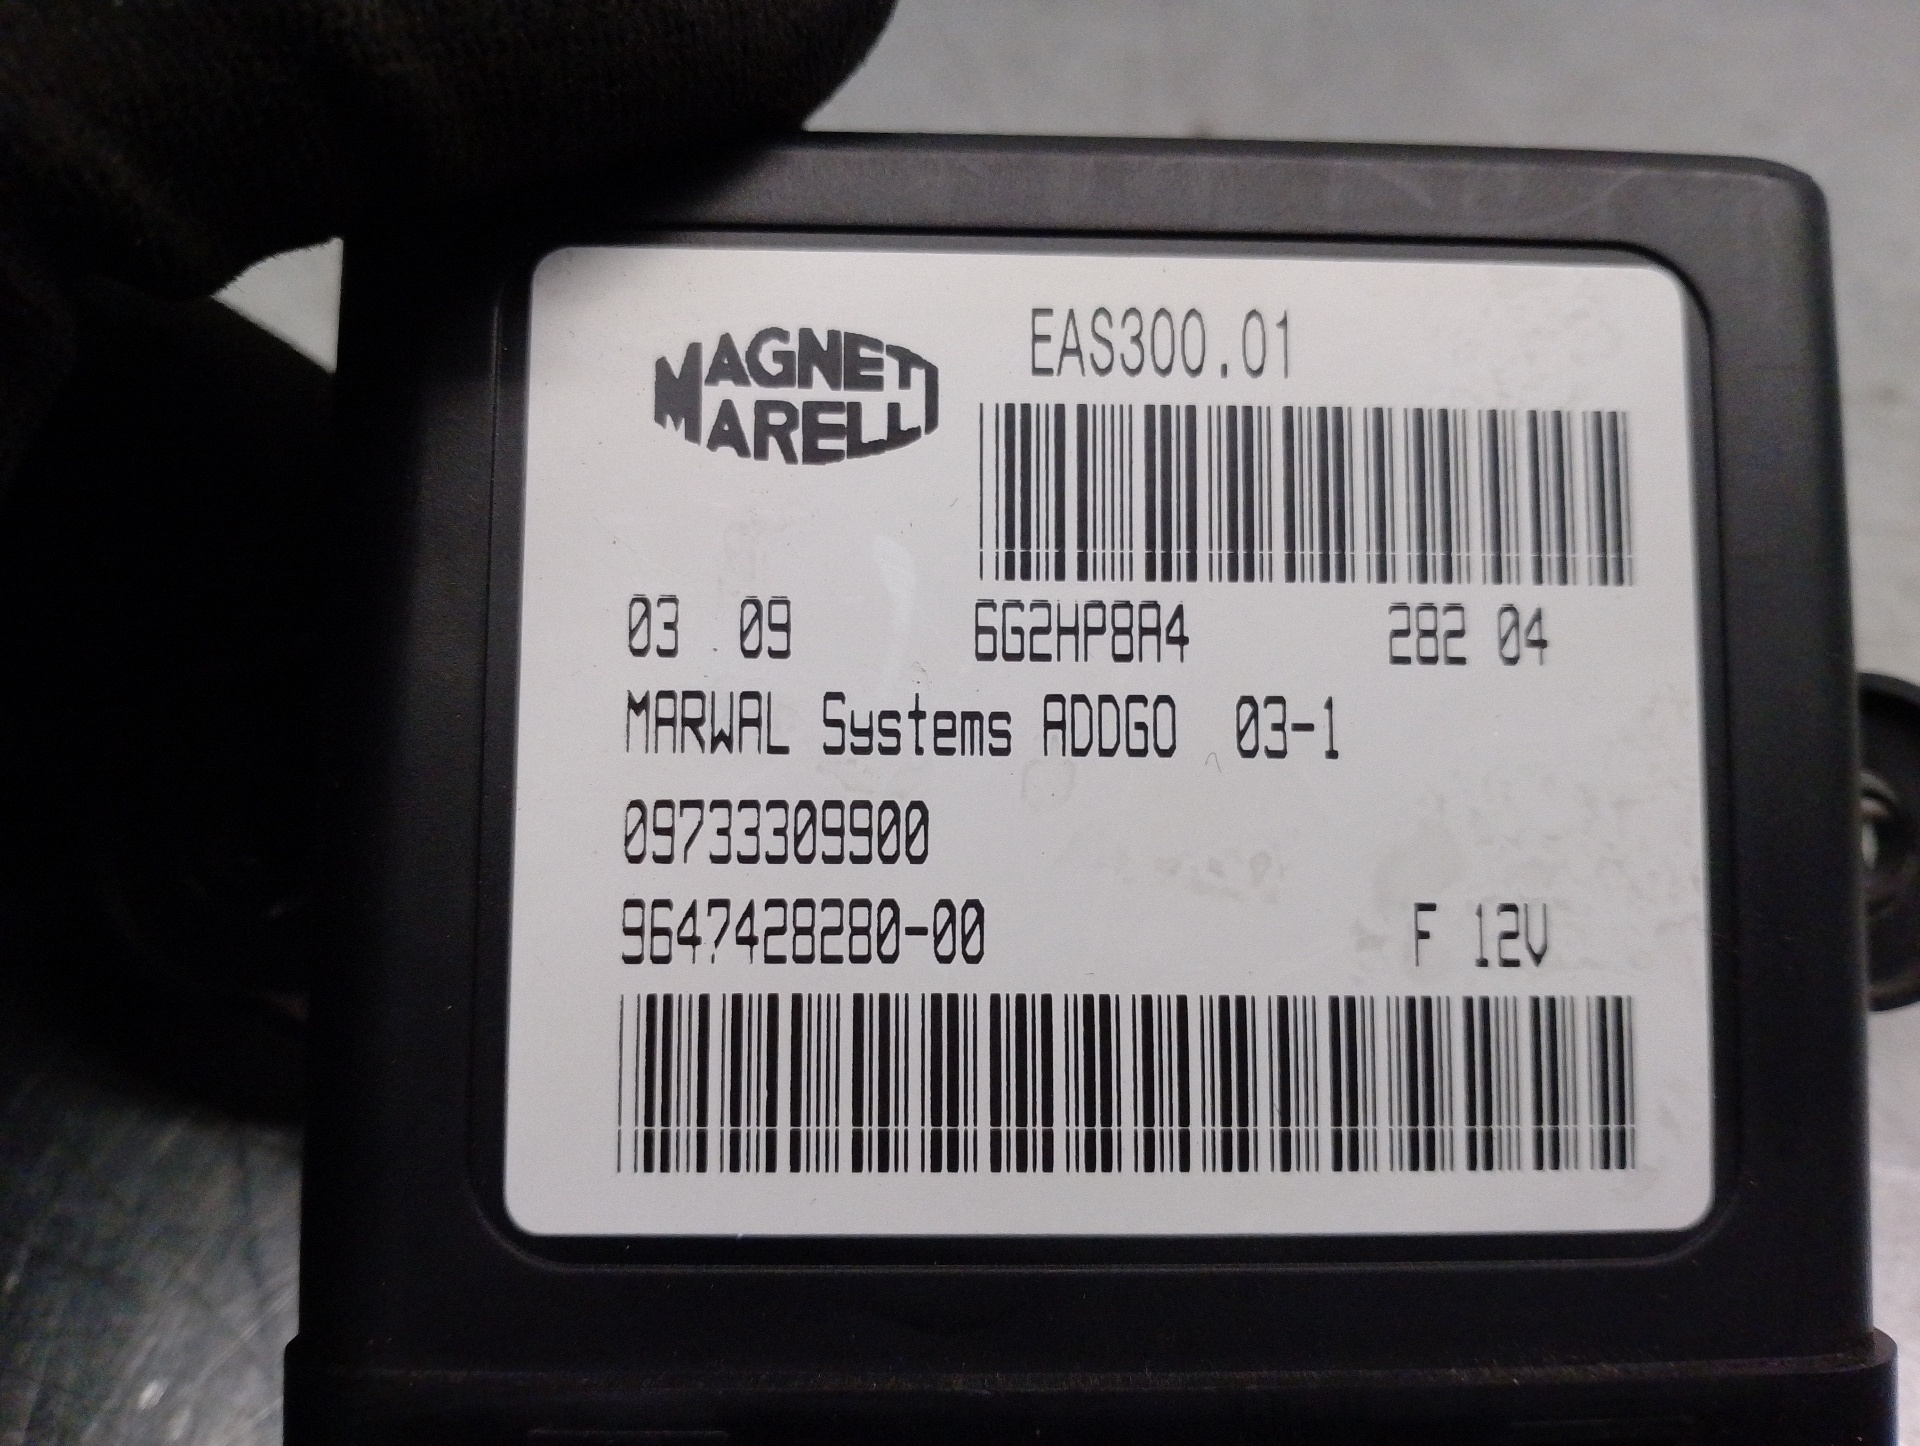 MAGNETI
MARELLI
EAS300.01
03 09 6G2HP8A4 282 04
MARWAL Systems ADDGO 03-1
09733309900
9647428280-00 F 12V